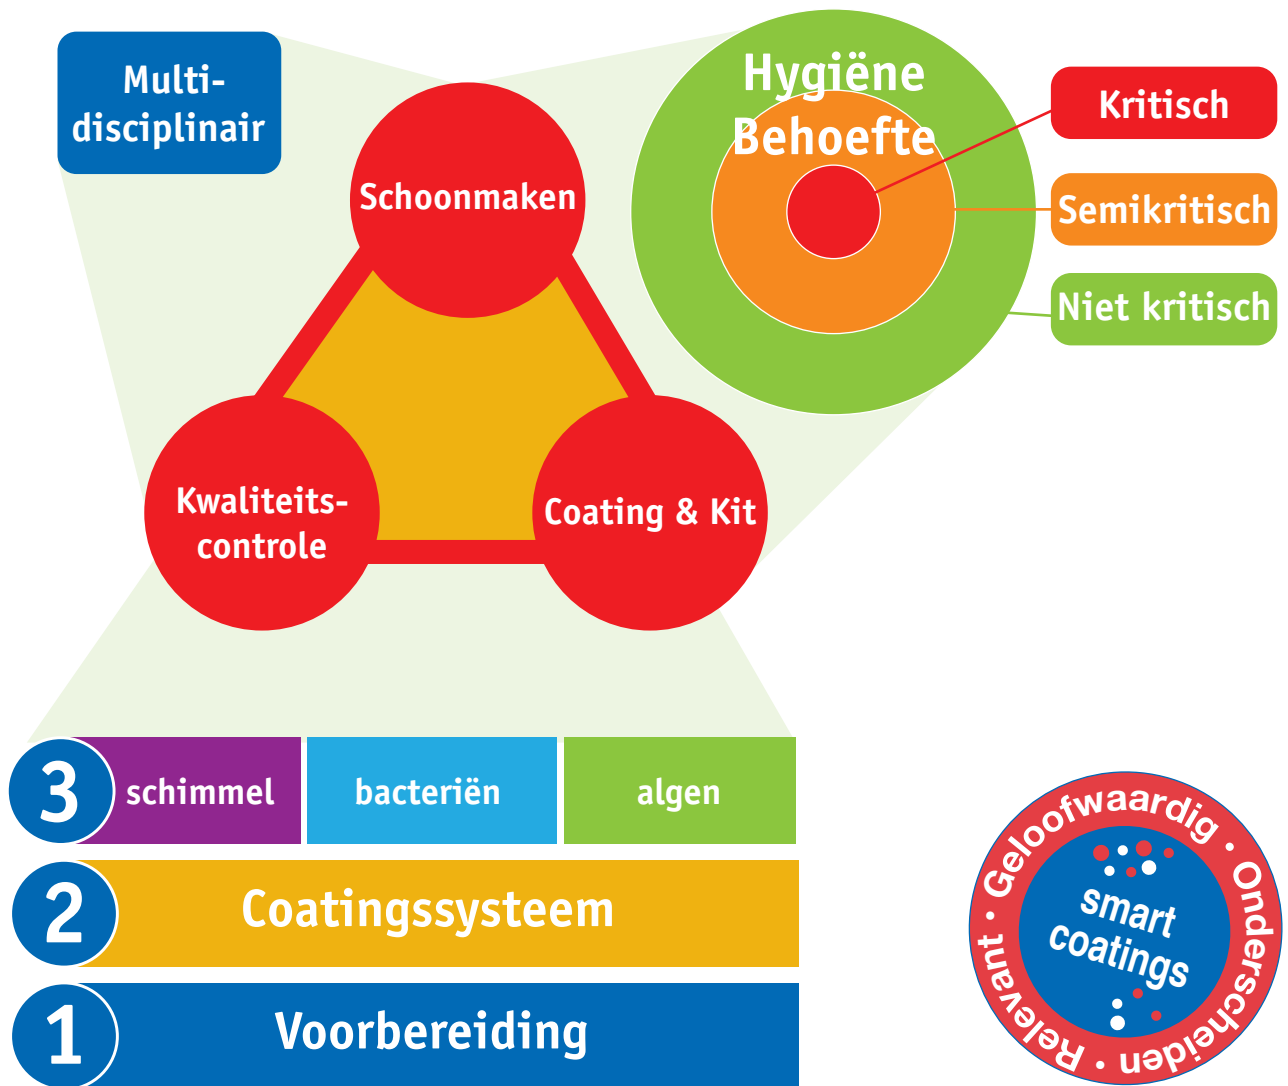 Multi-
disciplinair
Schoonmaken
Kwaliteits-
controle
Coating & Kit
Hygiëne
Behoefte
Kritisch
Semikritisch
Niet kritisch
3
schimmel
bacteriën
algen
2
Coatingssysteem
1
Voorbereiding
Relevant · Geloofwaardig · Onderscheiden ·
smart
coatings